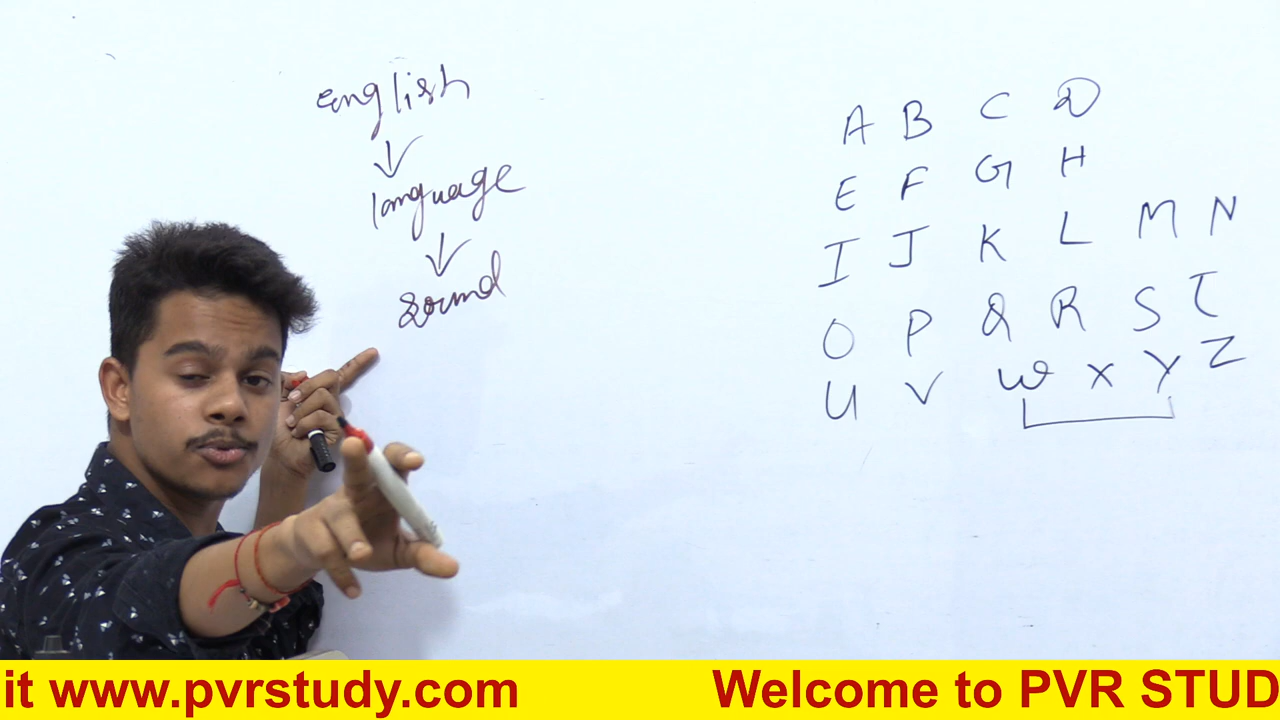 English
language
sound
A B C D
E F G H
I J K L M N
O P Q R S T
U V W X Y Z
it www.pvrstudy.com Welcome to PVR STUD